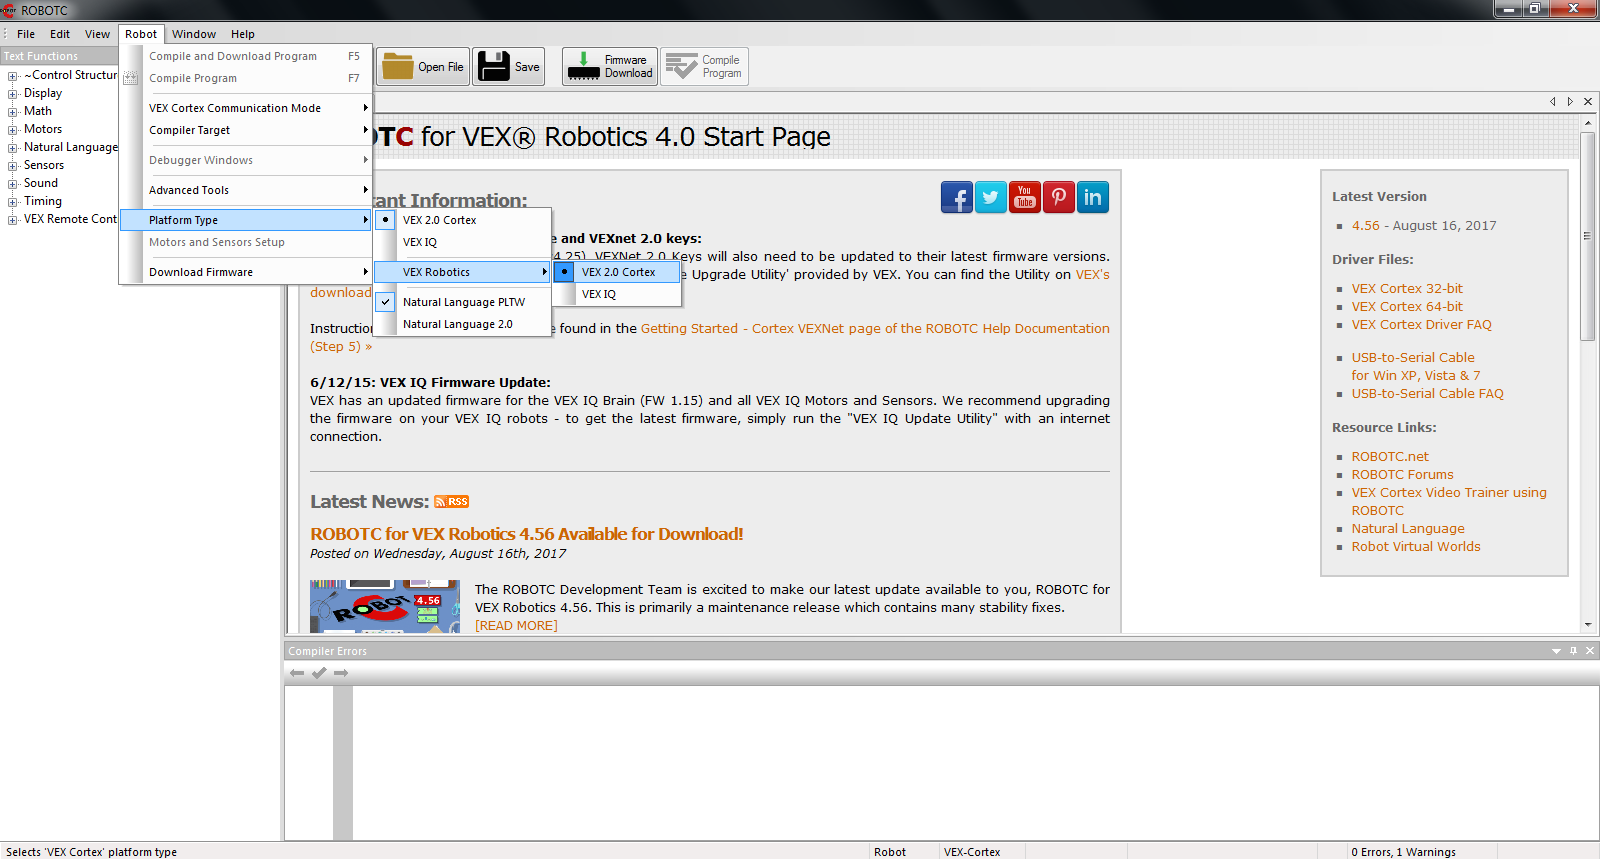 ROBOTC
File Edit View Robot Window Help
Text Functions
~Control Structur
Display
Math
Motors
Natural Language
Sensors
Sound
Timing
VEX Remote Cont
Compile and Download Program F5
Compile Program F7
VEX Cortex Communication Mode
Compiler Target
Debugger Windows
Advanced Tools
Platform Type
Motors and Sensors Setup
Download Firmware
VEX 2.0 Cortex
VEX IQ
VEX Robotics
Natural Language PLTW
Natural Language 2.0
VEX 2.0 Cortex
VEX IQ
Open File
Save
Firmware
Download
Compile
Program
OTC for VEX® Robotics 4.0 Start Page
tant Information:
You
Tube
e and VEXnet 2.0 keys:
4.25), VEXNet 2.0 Keys will also need to be updated to their latest firmware versions.
e Upgrade Utility' provided by VEX. You can find the Utility on VEX's
download
Instruction e found in the Getting Started - Cortex VEXNet page of the ROBOTC Help Documentation
(Step 5) »
6/12/15: VEX IQ Firmware Update:
VEX has an updated firmware for the VEX IQ Brain (FW 1.15) and all VEX IQ Motors and Sensors. We recommend upgrading
the firmware on your VEX IQ robots - to get the latest firmware, simply run the "VEX IQ Update Utility" with an internet
connection.
Latest News: RSS
ROBOTC for VEX Robotics 4.56 Available for Download!
Posted on Wednesday, August 16th, 2017
ROBOT 4.56
The ROBOTC Development Team is excited to make our latest update available to you, ROBOTC for
VEX Robotics 4.56. This is primarily a maintenance release which contains many stability fixes.
[READ MORE]
Latest Version
4.56 - August 16, 2017
Driver Files:
VEX Cortex 32-bit
VEX Cortex 64-bit
VEX Cortex Driver FAQ
USB-to-Serial Cable
for Win XP, Vista & 7
USB-to-Serial Cable FAQ
Resource Links:
ROBOTC.net
ROBOTC Forums
VEX Cortex Video Trainer using
ROBOTC
Natural Language
Robot Virtual Worlds
Compiler Errors
Selects 'VEX Cortex' platform type
Robot
VEX-Cortex
0 Errors, 1 Warnings